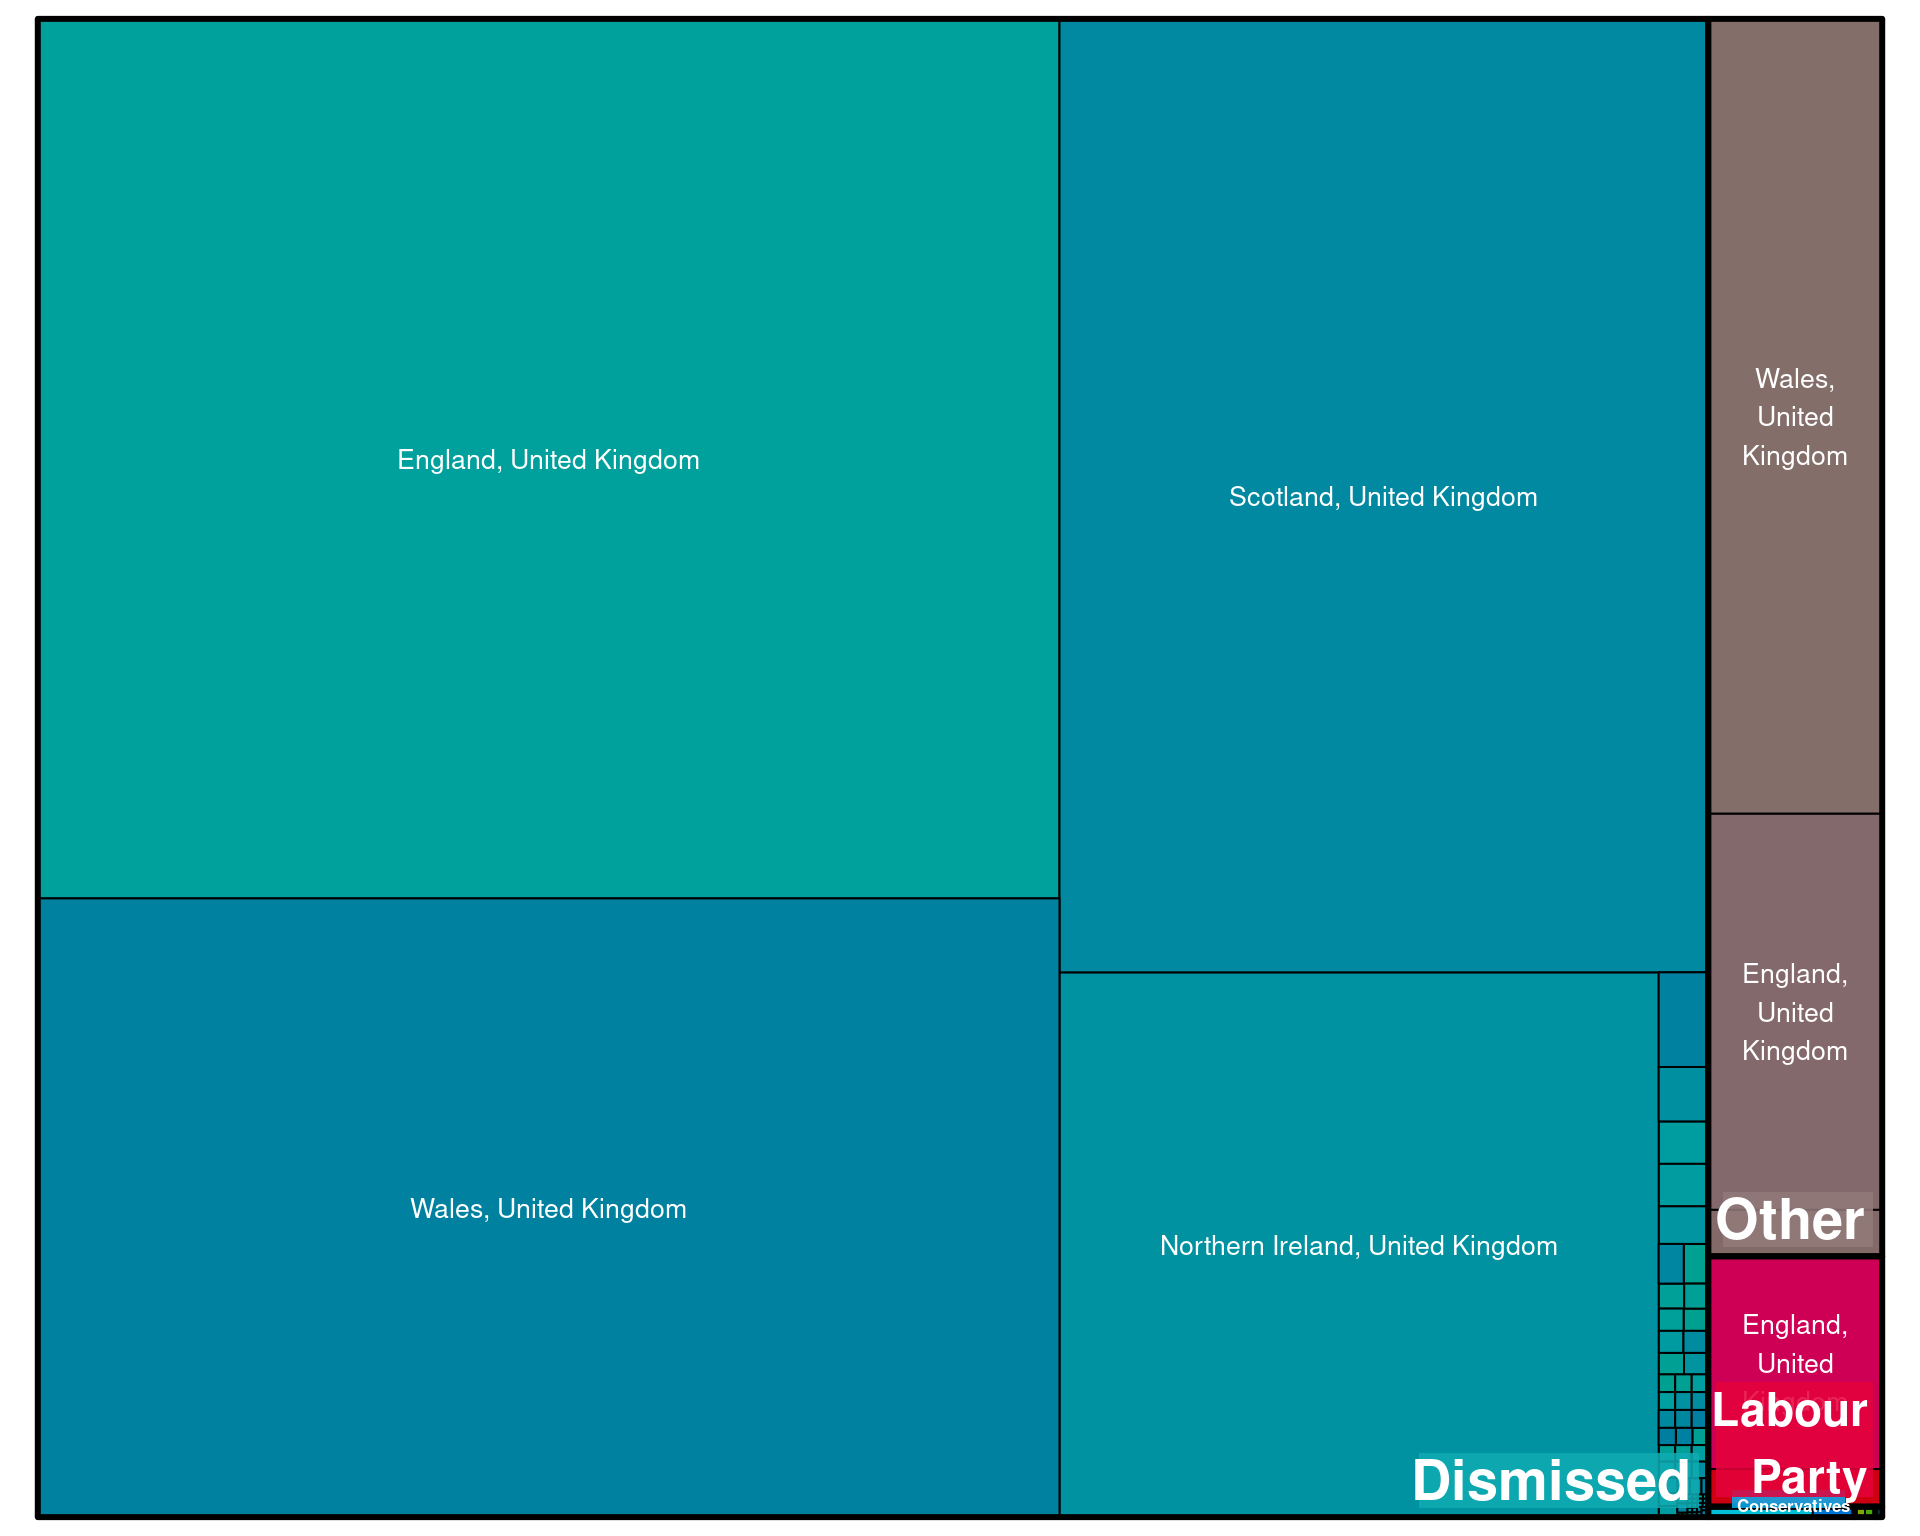 England, United Kingdom
Scotland, United Kingdom
Wales, United Kingdom
Northern Ireland, United Kingdom
Dismissed
Wales,
United
Kingdom
England,
United
Kingdom
Other
England,
United
Kingdom
Labour
Party
Conservatives